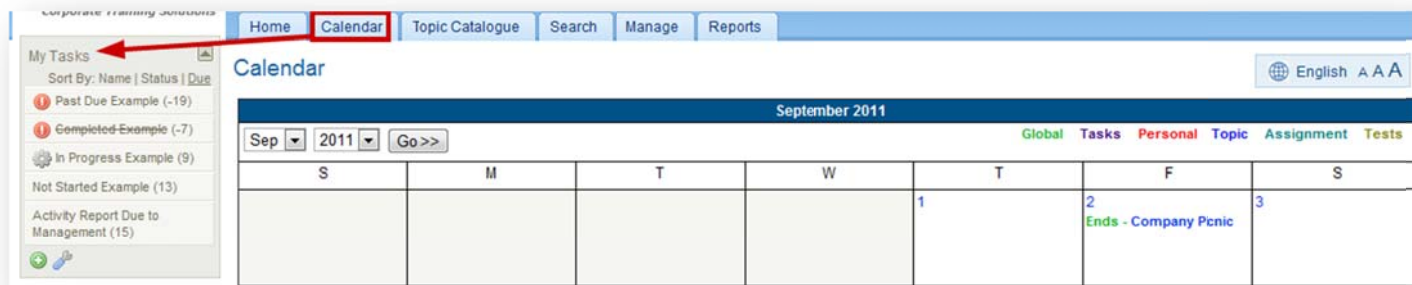 Corporate Training Solutions
Home Calendar Topic Catalogue Search Manage Reports
My Tasks
Sort By: Name | Status | Due
Past Due Example (-19)
Completed Example (-7)
In Progress Example (9)
Not Started Example (13)
Activity Report Due to
Management (15)
Calendar
English A A A
September 2011
Sep 2011 Go>>
Global Tasks Personal Topic Assignment Tests
S M T W T F S
1 2 3
Ends - Company Picnic